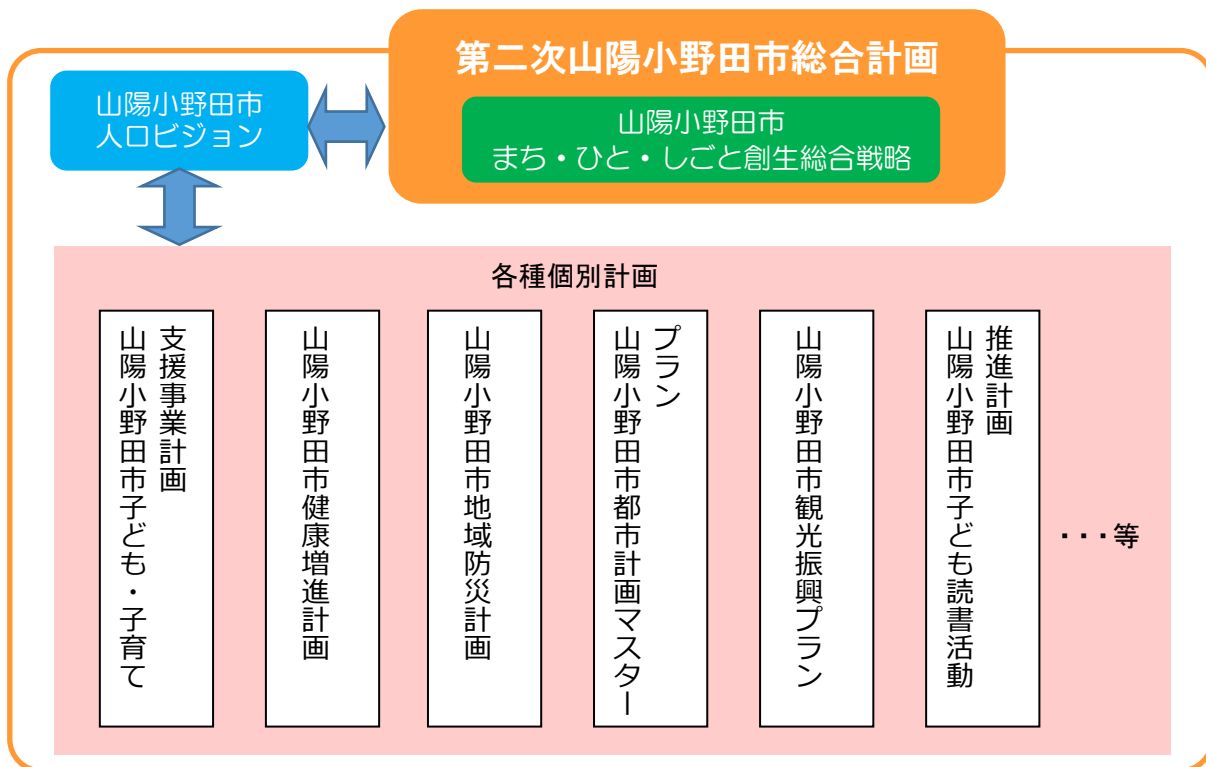 第二次山陽小野田市総合計画
山陽小野田市
人口ビジョン
山陽小野田市
まち・ひと・しごと創生総合戦略
各種個別計画
山陽小野田市子ども・子育て
支援事業計画
山陽小野田市健康増進計画
山陽小野田市地域防災計画
山陽小野田市都市計画マスター
プラン
山陽小野田市観光振興プラン
山陽小野田市子ども読書活動
推進計画
・・・等